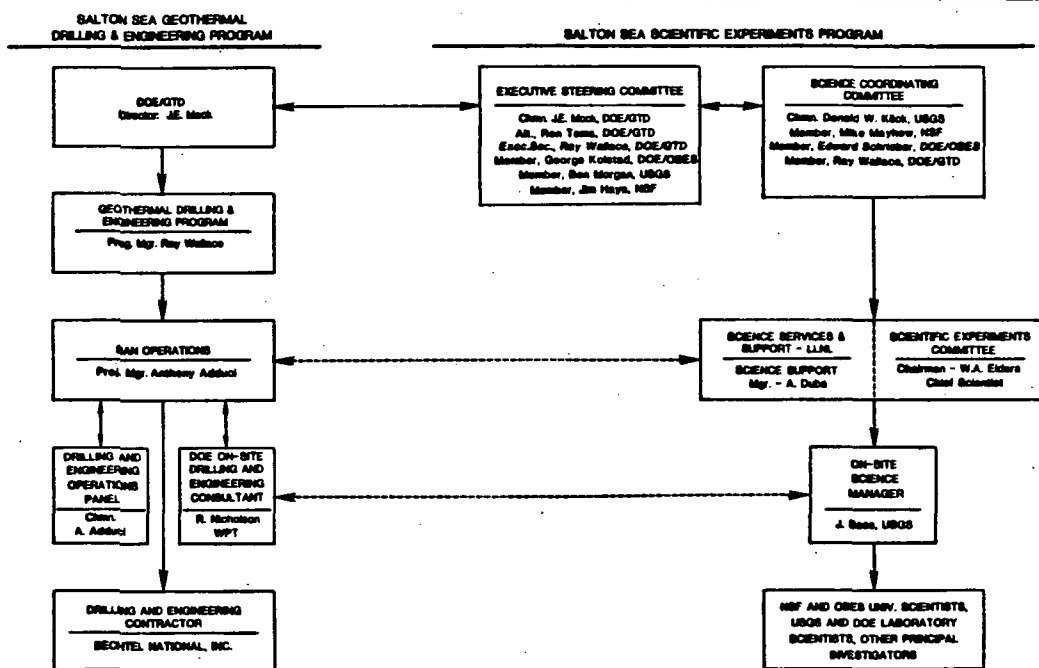 SALTON SEA GEOTHERMAL
DRILLING & ENGINEERING PROGRAM
SALTON SEA SCIENTIFIC EXPERIMENTS PROGRAM
DOE/GTD
Director: J.E. Mock
EXECUTIVE STEERING COMMITTEE
Chmn. J.E. Mock, DOE/GTD
Alt., Ron Toms, DOE/GTD
Exec. Sec., Ray Wallace, DOE/GTD
Member, George Kolstad, DOE/OBES
Member, Ben Morgan, USGS
Member, Jim Hays, NSF
SCIENCE COORDINATING
COMMITTEE
Chmn. Donald W. Klick, USGS
Member, Mike Mayhew, NSF
Member, Edward Schreiber, DOE/OBES
Member, Ray Wallace, DOE/GTD
GEOTHERMAL DRILLING &
ENGINEERING PROGRAM
Prog. Mgr. Ray Wallace
SAN OPERATIONS
Proj. Mgr. Anthony Adduci
SCIENCE SERVICES &
SUPPORT - LLNL
SCIENCE SUPPORT
Mgr. - A. Duba
SCIENTIFIC EXPERIMENTS
COMMITTEE
Chairman - W.A. Elders
Chief Scientist
DRILLING AND
ENGINEERING
OPERATIONS
PANEL
Chmn.
A. Adduci
DOE ON-SITE
DRILLING AND
ENGINEERING
CONSULTANT
R. Nicholson
WPT
ON-SITE
SCIENCE
MANAGER
J. Sass, USGS
DRILLING AND ENGINEERING
CONTRACTOR
BECHTEL NATIONAL, INC.
NSF AND OBES UNIV. SCIENTISTS,
USGS AND DOE LABORATORY
SCIENTISTS, OTHER PRINCIPAL
INVESTIGATORS